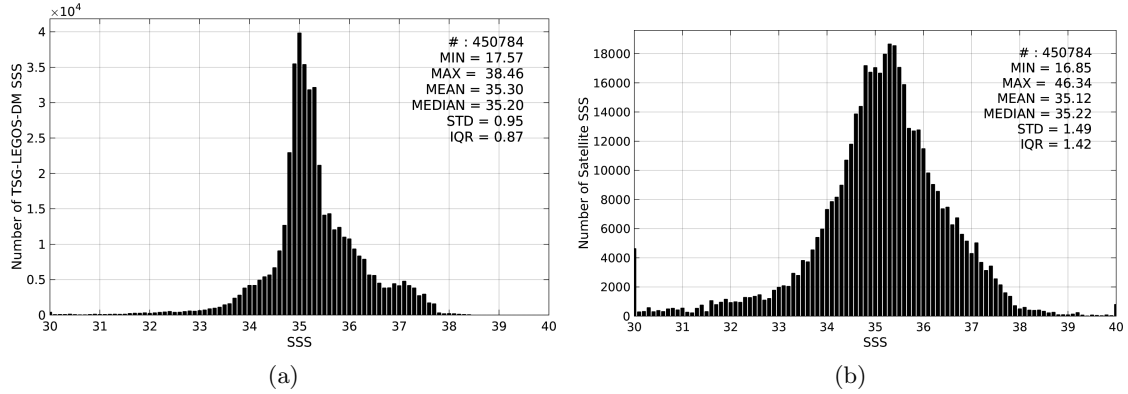 ×10⁴
4
3.5
3
2.5
2
1.5
1
0.5
0
Number of TSG-LEGOS-DM SSS
# : 450784
MIN = 17.57
MAX = 38.46
MEAN = 35.30
MEDIAN = 35.20
STD = 0.95
IQR = 0.87
30 31 32 33 34 35 36 37 38 39 40
SSS
(a)
18000
16000
14000
12000
10000
8000
6000
4000
2000
0
Number of Satellite SSS
# : 450784
MIN = 16.85
MAX = 46.34
MEAN = 35.12
MEDIAN = 35.22
STD = 1.49
IQR = 1.42
30 31 32 33 34 35 36 37 38 39 40
SSS
(b)